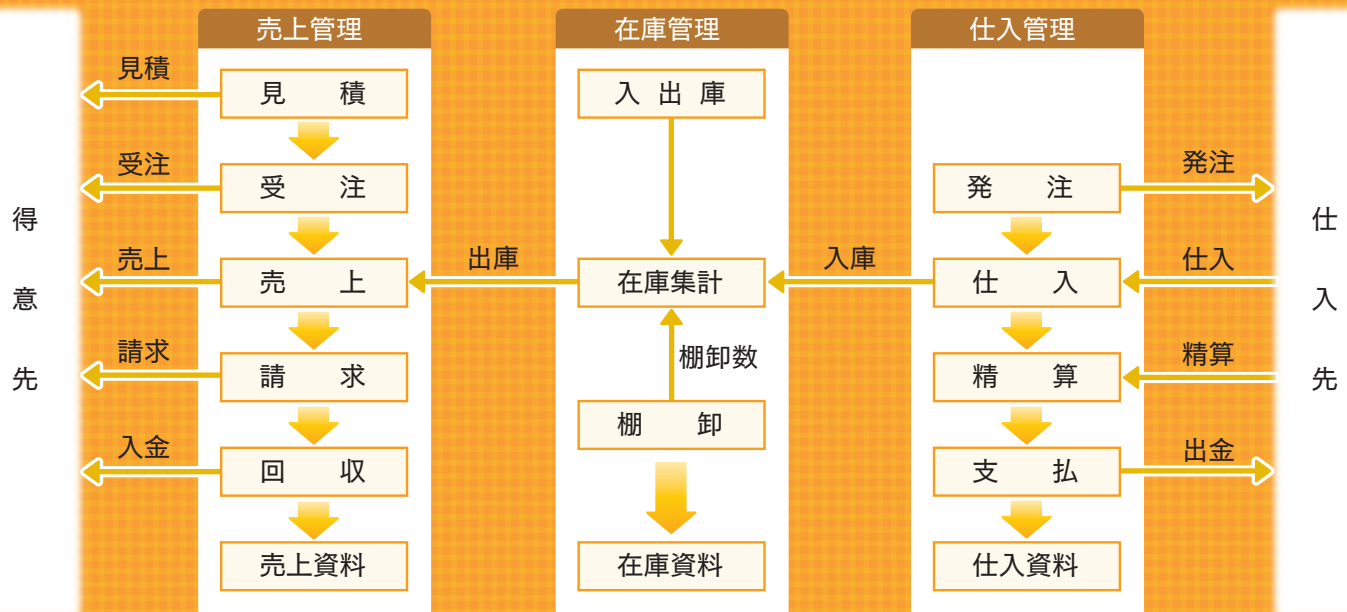 売上管理
在庫管理
仕入管理
得意先
見積
受注
売上
請求
入金
見積
受注
売上
請求
回収
売上資料
出庫
入出庫
在庫集計
棚卸数
棚卸
在庫資料
入庫
発注
仕入
精算
支払
仕入資料
発注
仕入
精算
出金
仕入先